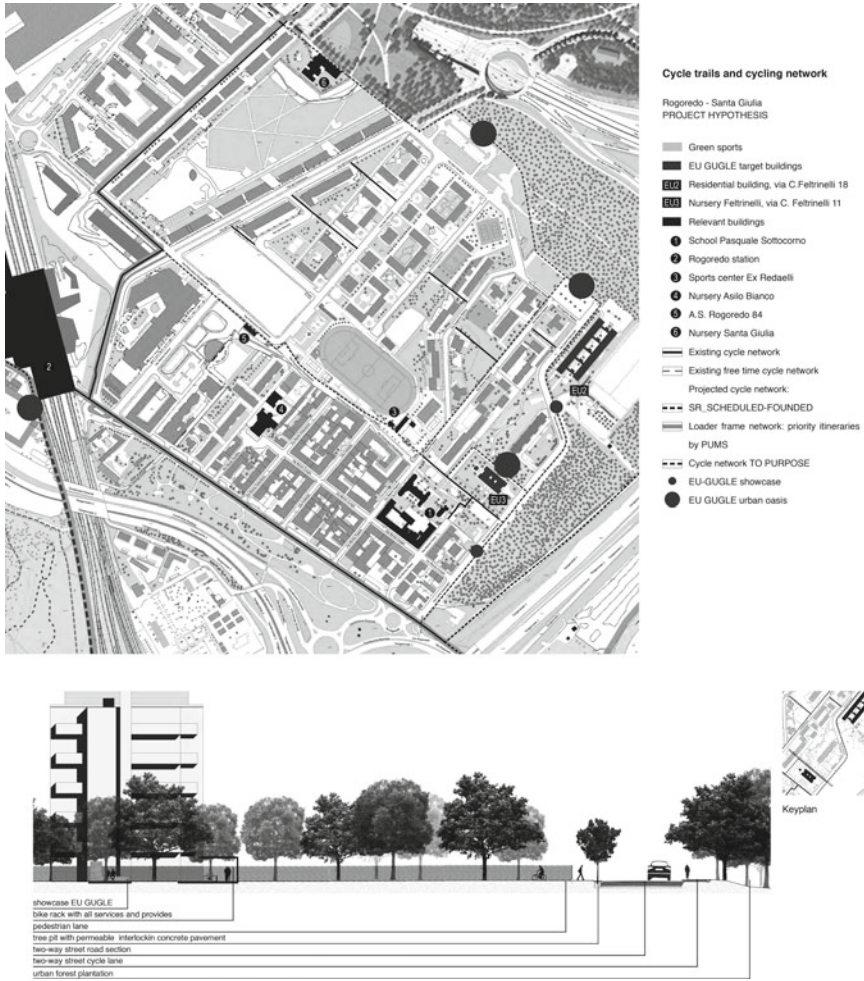 Cycle trails and cycling network
Rogoredo - Santa Giulia
PROJECT HYPOTHESIS
Green sports
EU GUGLE target buildings
EU2 Residential building, via C.Feltrinelli 18
EU3 Nursery Feltrinelli, via C. Feltrinelli 11
Relevant buildings
1 School Pasquale Sottocorno
2 Rogoredo station
3 Sports center Ex Redaelli
4 Nursery Asilo Bianco
5 A.S. Rogoredo 84
6 Nursery Santa Giulia
Existing cycle network
Existing free time cycle network
Projected cycle network:
SR_SCHEDULED-FOUNDED
Loader frame network: priority itineraries
by PUMS
Cycle network TO PURPOSE
EU-GUGLE showcase
EU GUGLE urban oasis
6
2
5
4
3
EU2
EU3
1
Keyplan
showcase EU GUGLE
bike rack with all services and provides
pedestrian lane
tree pit with permeable interlockin concrete pavement
two-way street road section
two-way street cycle lane
urban forest plantation